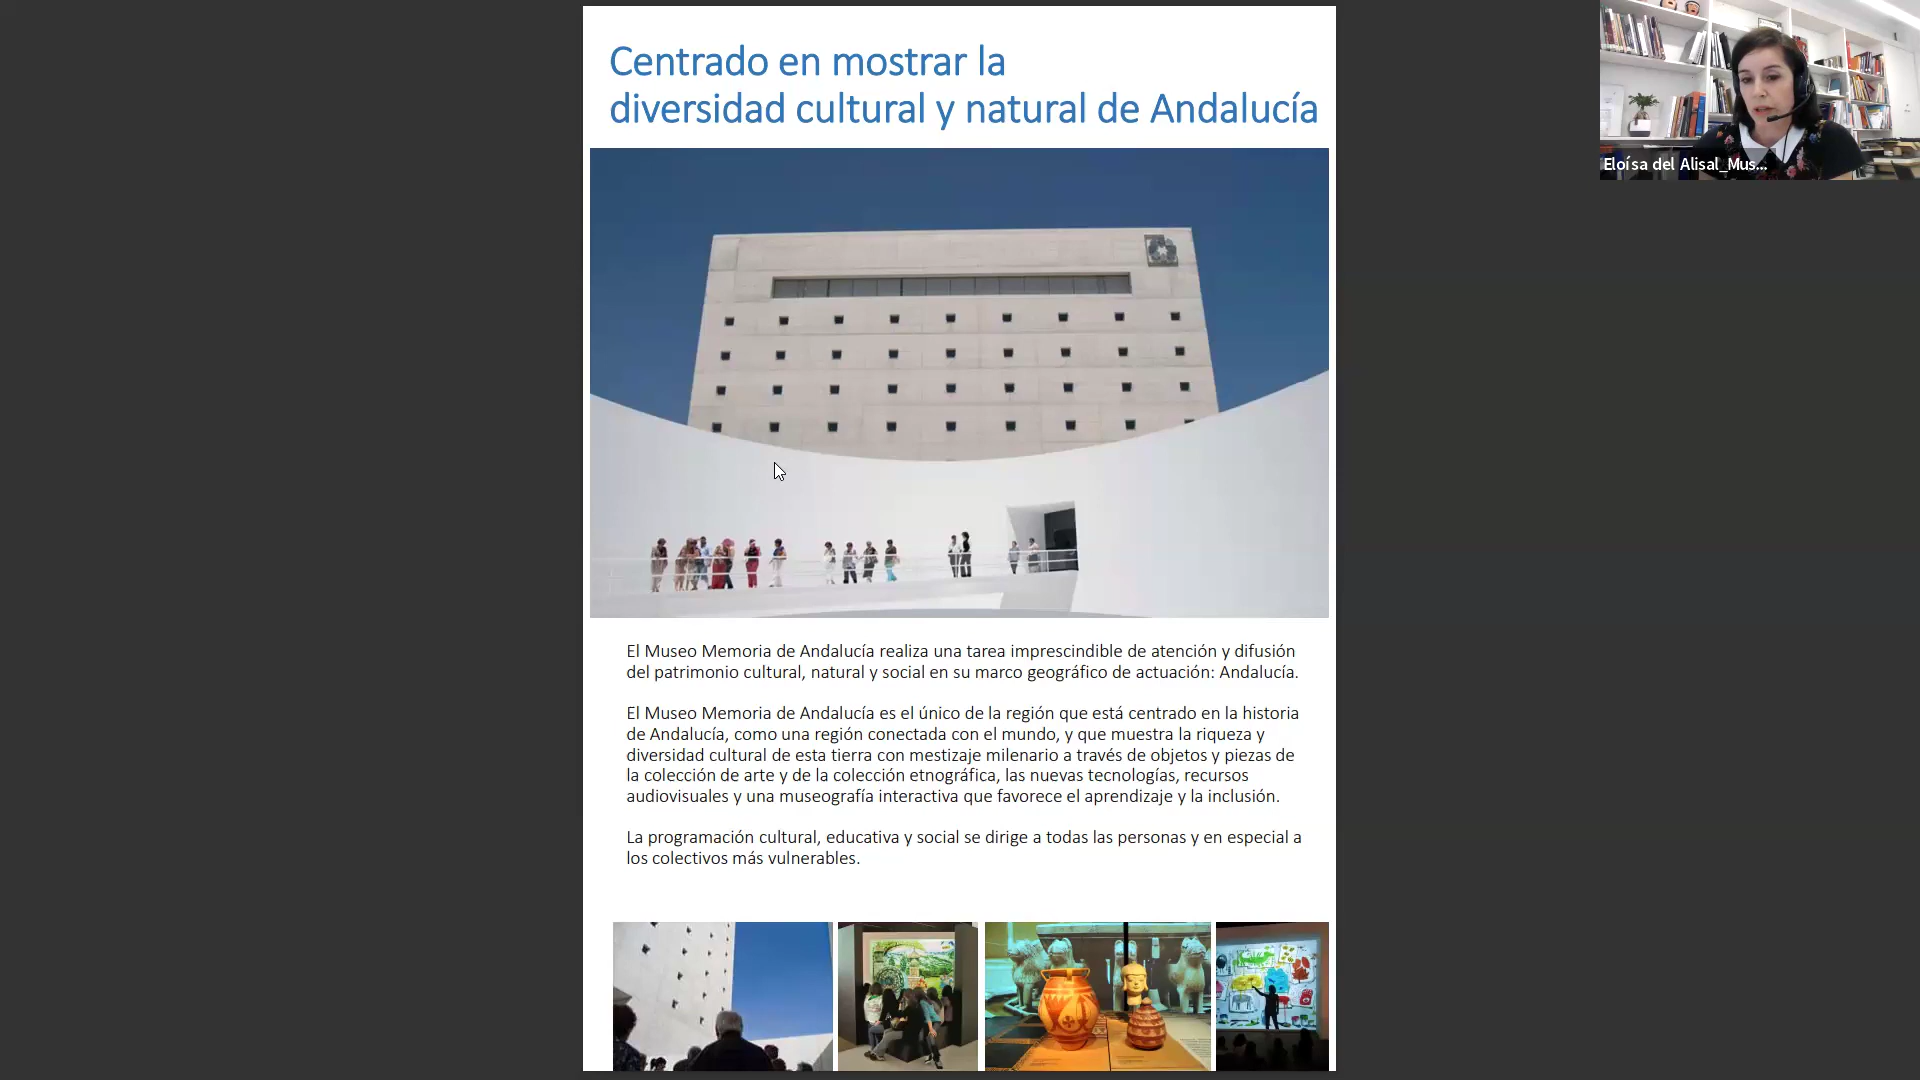 Centrado en mostrar la
diversidad cultural y natural de Andalucía
Eloísa del Alisal_Mus...
El Museo Memoria de Andalucía realiza una tarea imprescindible de atención y difusión
del patrimonio cultural, natural y social en su marco geográfico de actuación: Andalucía.
El Museo Memoria de Andalucía es el único de la región que está centrado en la historia
de Andalucía, como una región conectada con el mundo, y que muestra la riqueza y
diversidad cultural de esta tierra con mestizaje milenario a través de objetos y piezas de
la colección de arte y de la colección etnográfica, las nuevas tecnologías, recursos
audiovisuales y una museografía interactiva que favorece el aprendizaje y la inclusión.
La programación cultural, educativa y social se dirige a todas las personas y en especial a
los colectivos más vulnerables.